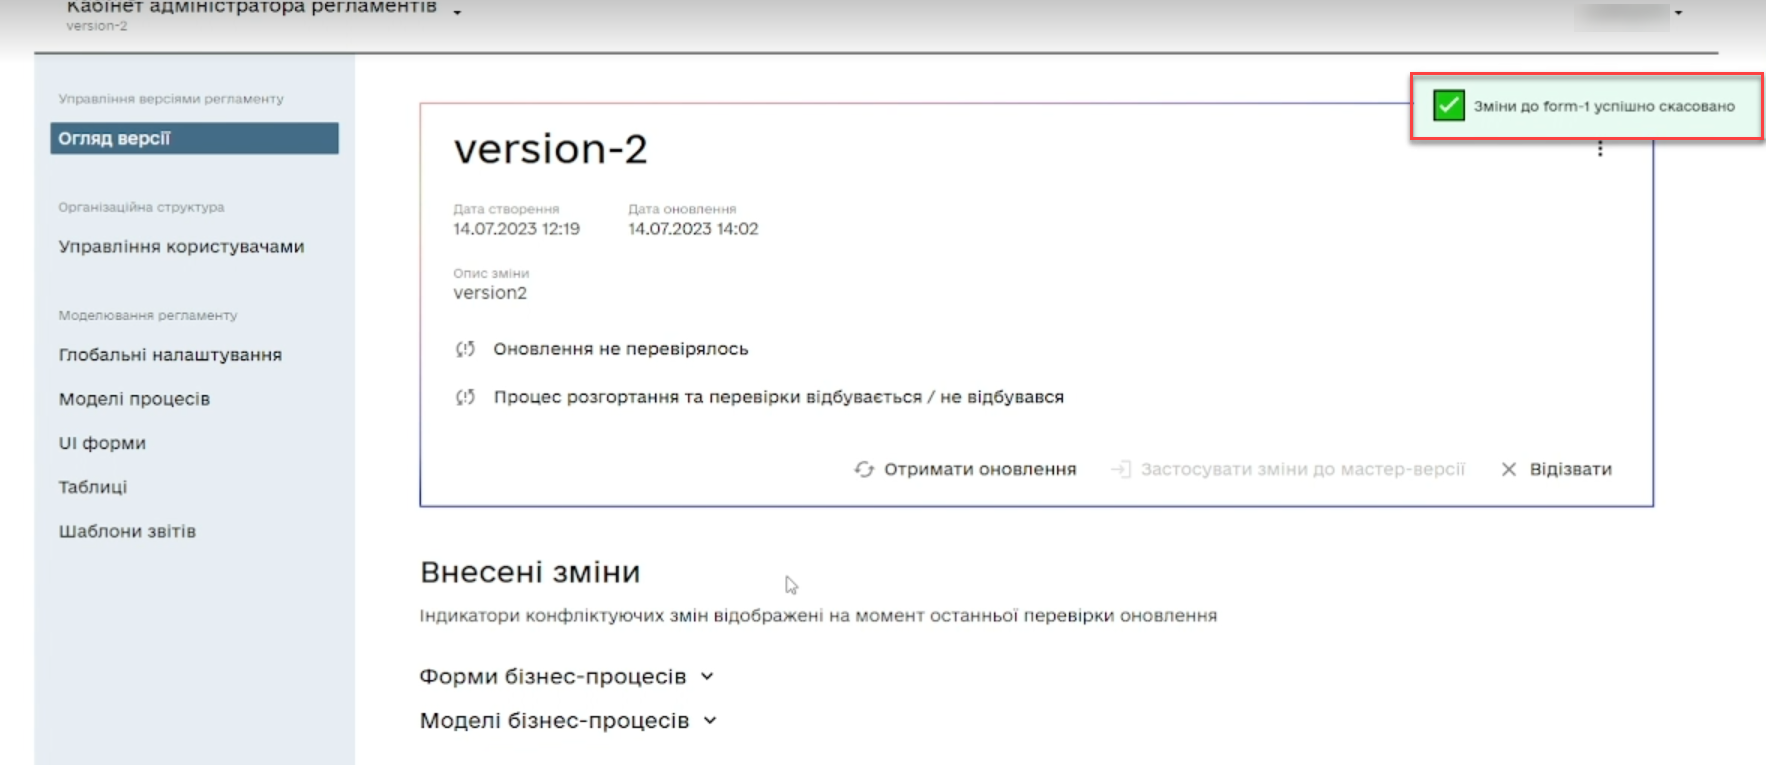 Кабінет адміністратора регламентів
version-2
Зміни до form-1 успішно скасовано
Управління версіями регламенту
Огляд версії
Організаційна структура
Управління користувачами
Моделювання регламенту
Глобальні налаштування
Моделі процесів
UI форми
Таблиці
Шаблони звітів
version-2
Дата створення
14.07.2023 12:19
Дата оновлення
14.07.2023 14:02
Опис зміни
version2
Оновлення не перевірялось
Процес розгортання та перевірки відбувається / не відбувався
Отримати оновлення
Застосувати зміни до мастер-версії
Відізвати
Внесені зміни
Індикатори конфліктуючих змін відображені на момент останньої перевірки оновлення
Форми бізнес-процесів
Моделі бізнес-процесів